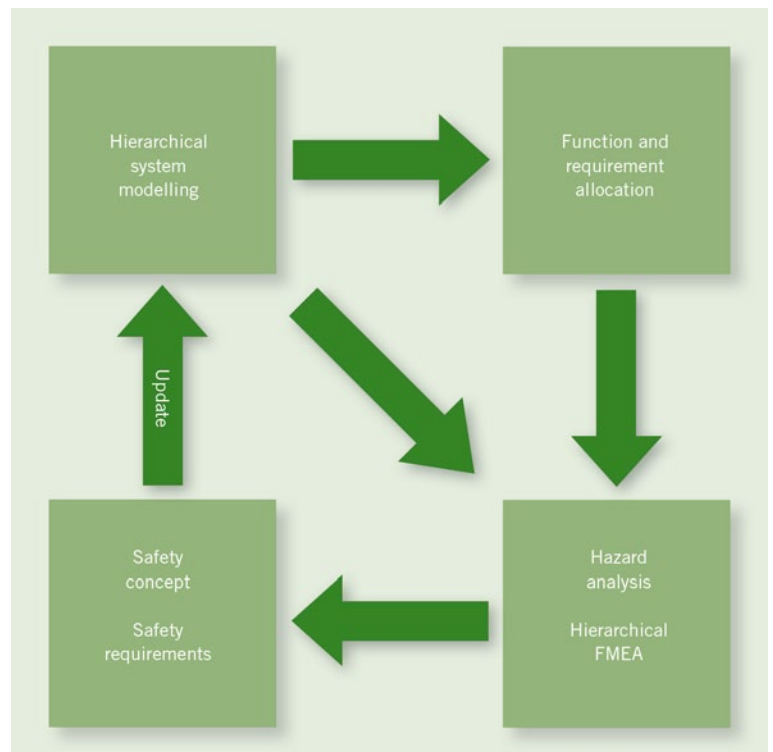 Hierarchical
system
modelling
Function and
requirement
allocation
Update
Safety
concept
Safety
requirements
Hazard
analysis
Hierarchical
FMEA